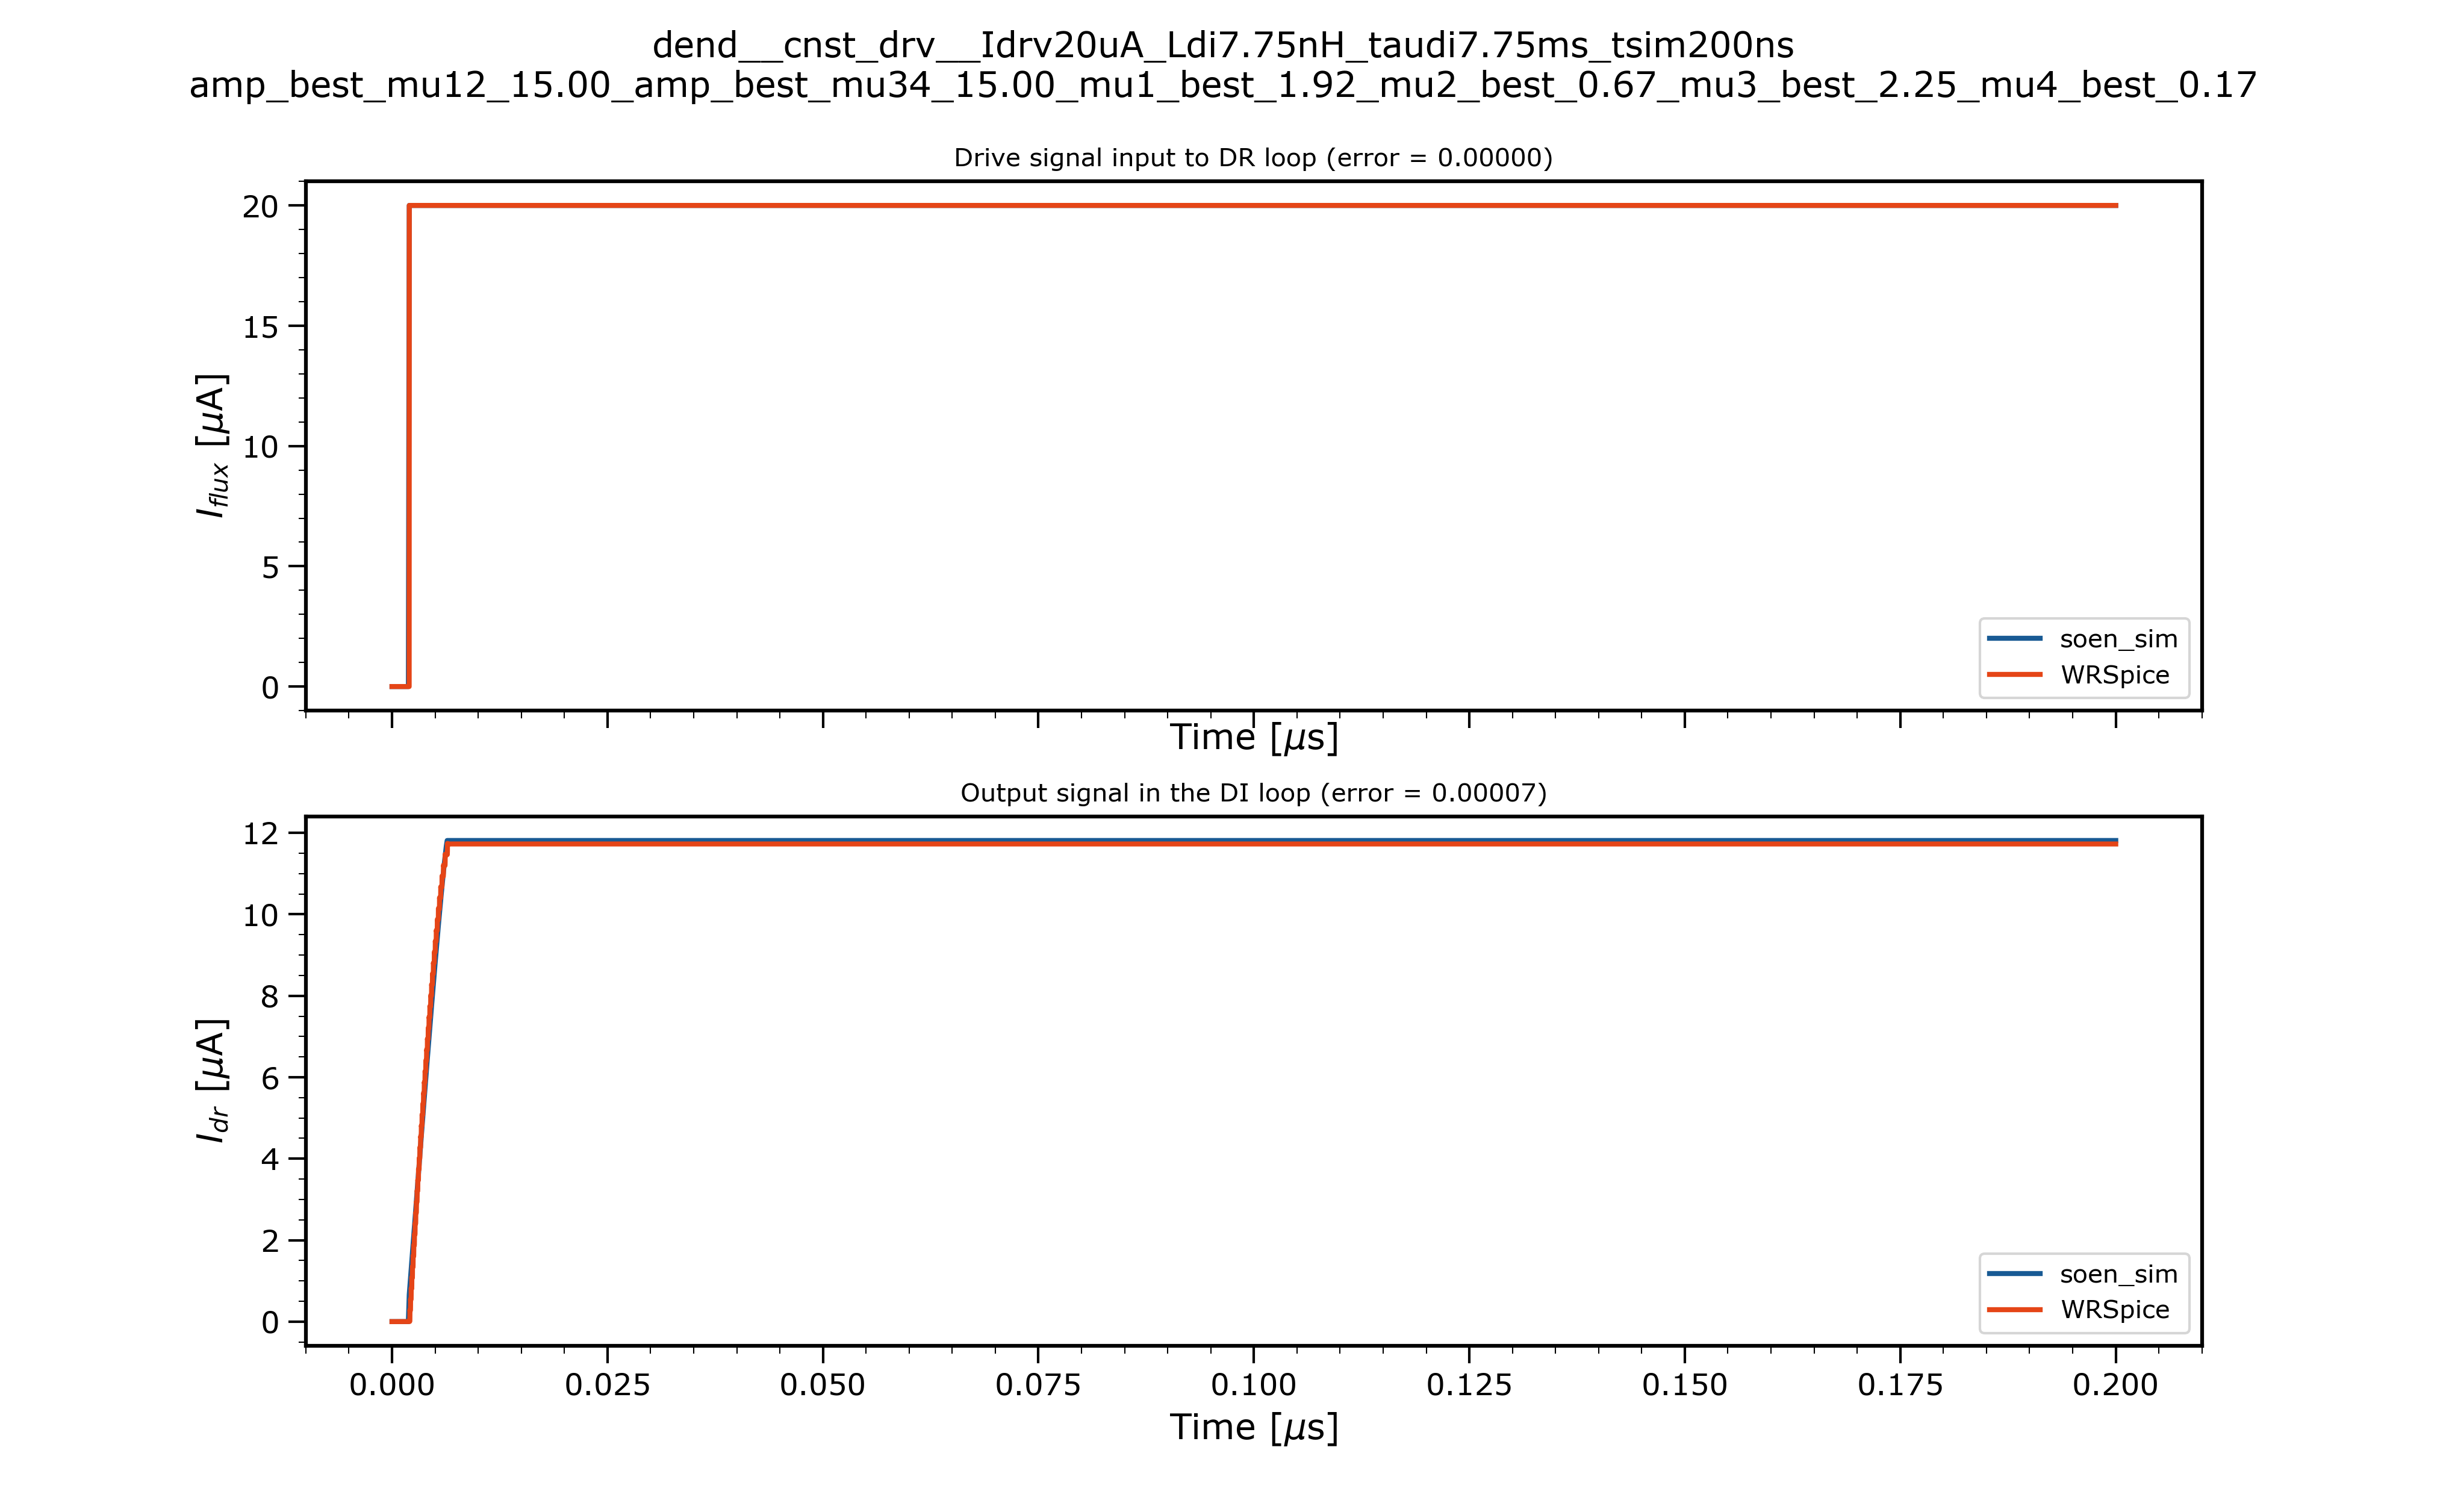 dend__cnst_drv__Idrv20uA_Ldi7.75nH_taudi7.75ms_tsim200ns
amp_best_mu12_15.00_amp_best_mu34_15.00_mu1_best_1.92_mu2_best_0.67_mu3_best_2.25_mu4_best_0.17
Drive signal input to DR loop (error = 0.00000)
20
15
10
5
0
I_flux [μA]
soen_sim
WRSpice
Time [μs]
Output signal in the DI loop (error = 0.00007)
12
10
8
6
4
2
0
I_dr [μA]
soen_sim
WRSpice
0.000 0.025 0.050 0.075 0.100 0.125 0.150 0.175 0.200
Time [μs]